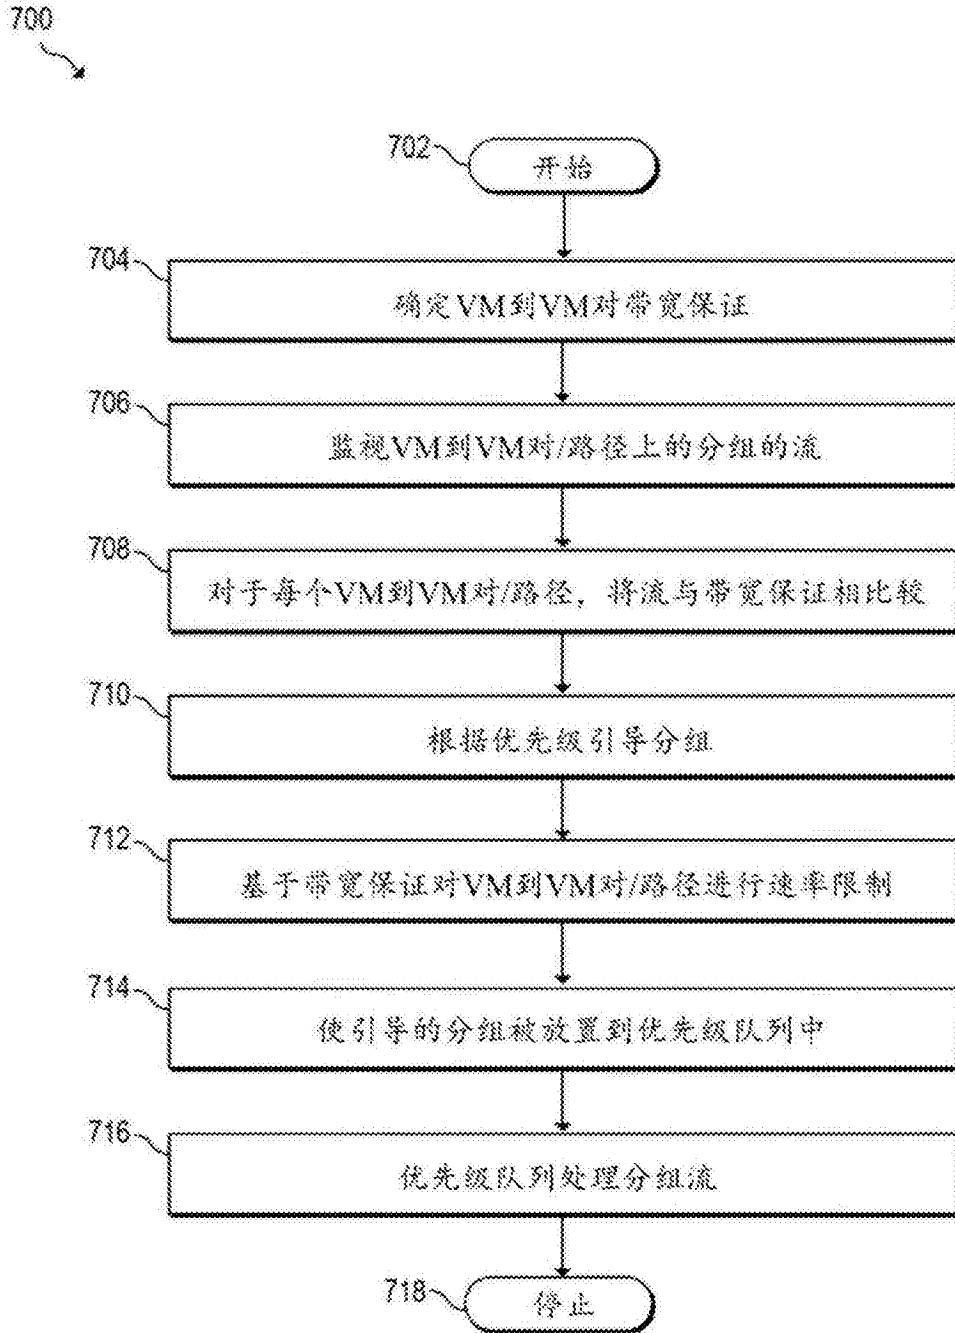 700
702
开始
704
确定VM到VM对带宽保证
706
监视VM到VM对/路径上的分组的流
708
对于每个VM到VM对/路径，将流与带宽保证相比较
710
根据优先级引导分组
712
基于带宽保证对VM到VM对/路径进行速率限制
714
使引导的分组被放置到优先级队列中
716
优先级队列处理分组流
718
停止